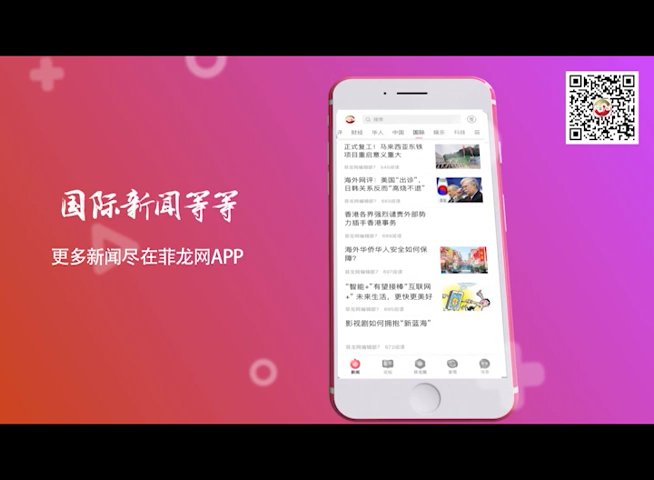 国际新闻等等
更多新闻尽在菲龙网APP
搜索
财经 华人 中国 国际 娱乐 科技
正式复工！马来西亚东铁
项目重启意义重大
海外网评：美国“出诊”，
日韩关系反而“高烧不退”
香港各界强烈谴责外部势
力插手香港事务
海外华侨华人安全如何保
障？
“智能+”有望接棒“互联网
+” 未来生活，更快更美好
影视剧如何拥抱“新蓝海”
新闻